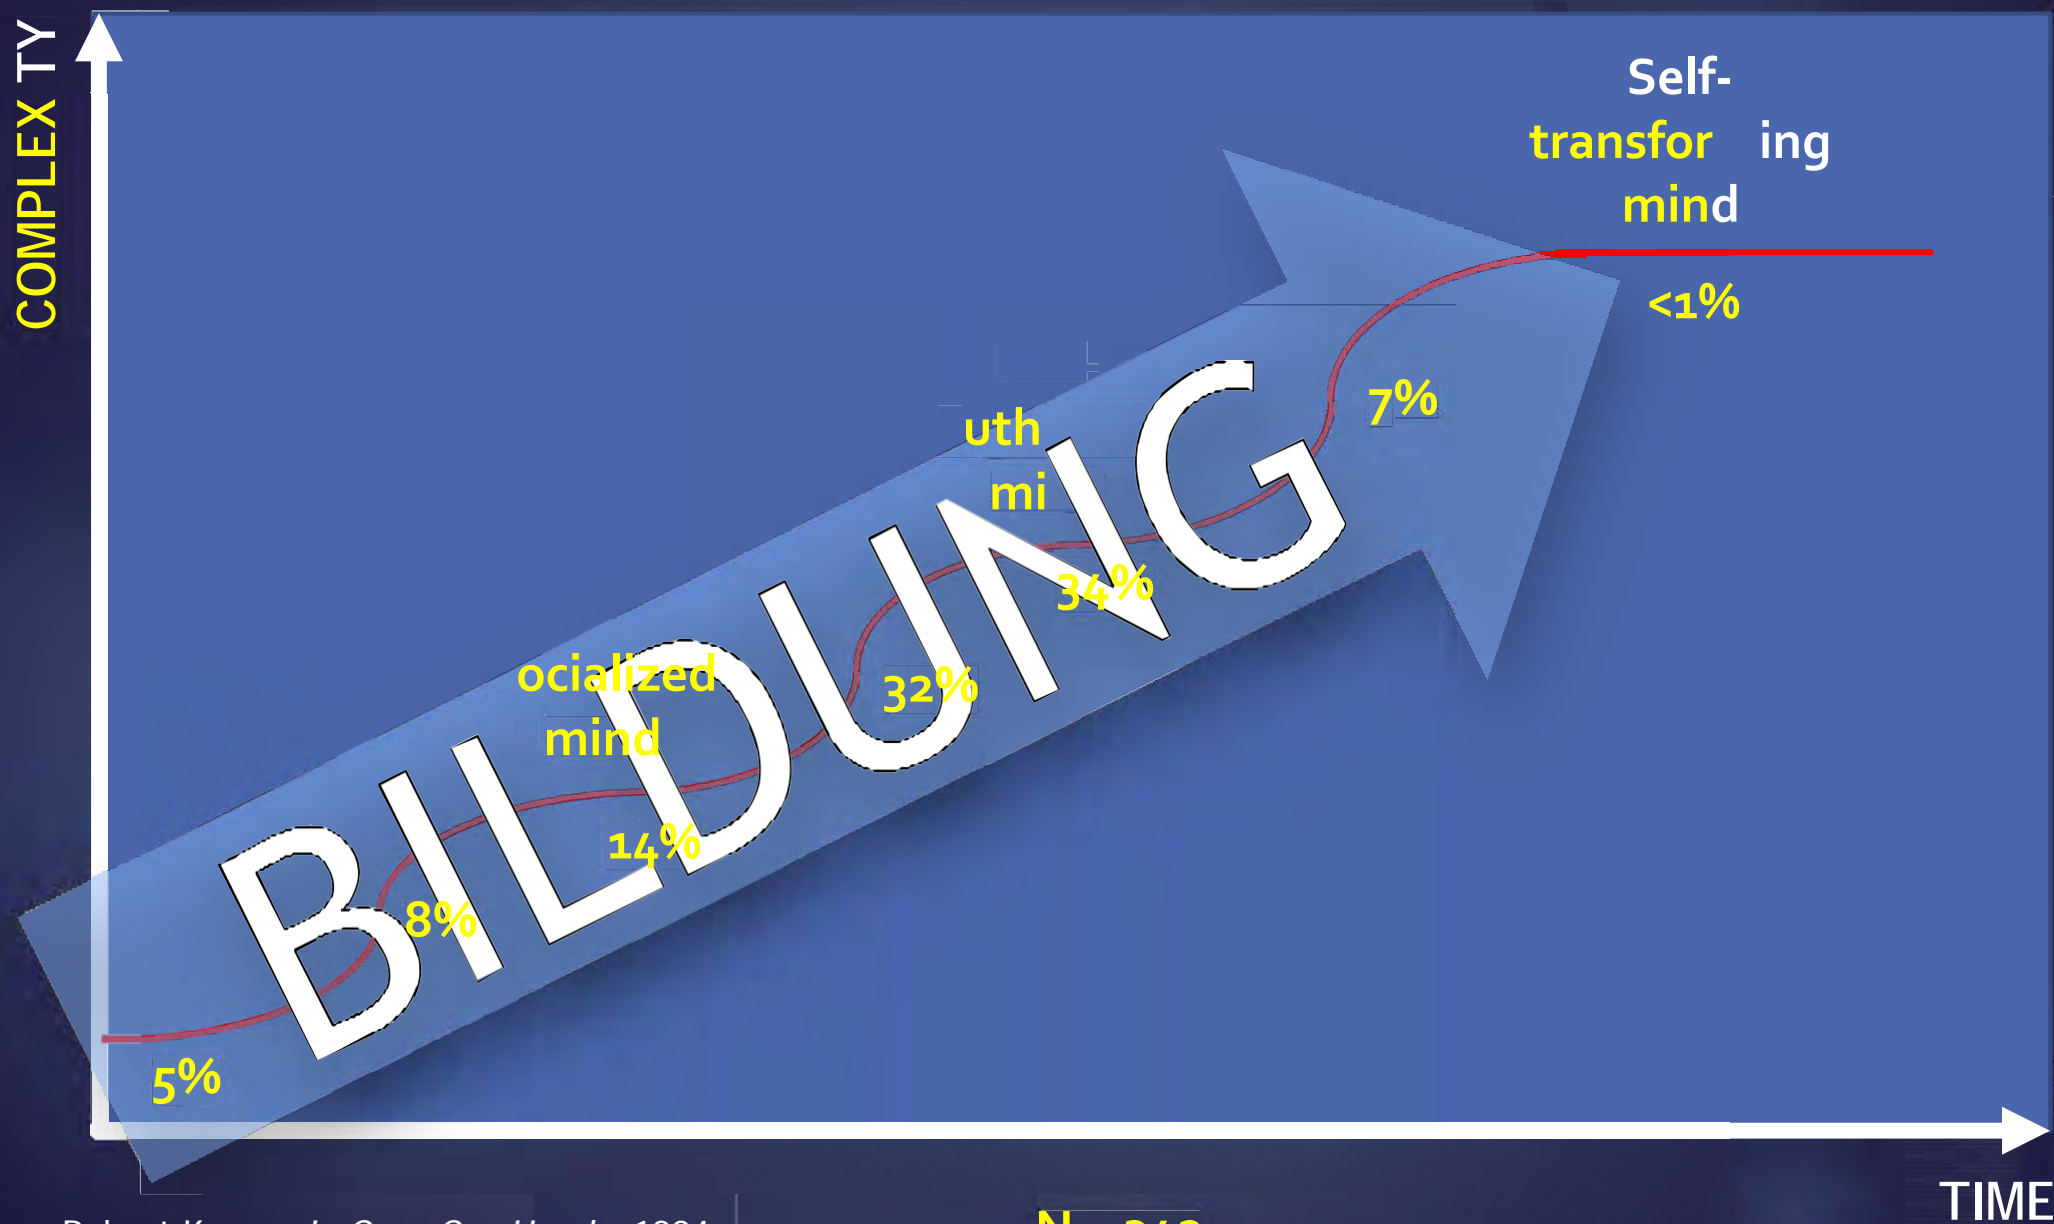 COMPLEX TY
Self-
transfor ing
mind
<1%
7%
uth
mi
34%
32%
ocialized
mind
14%
8%
5%
BILDUNG
TIME